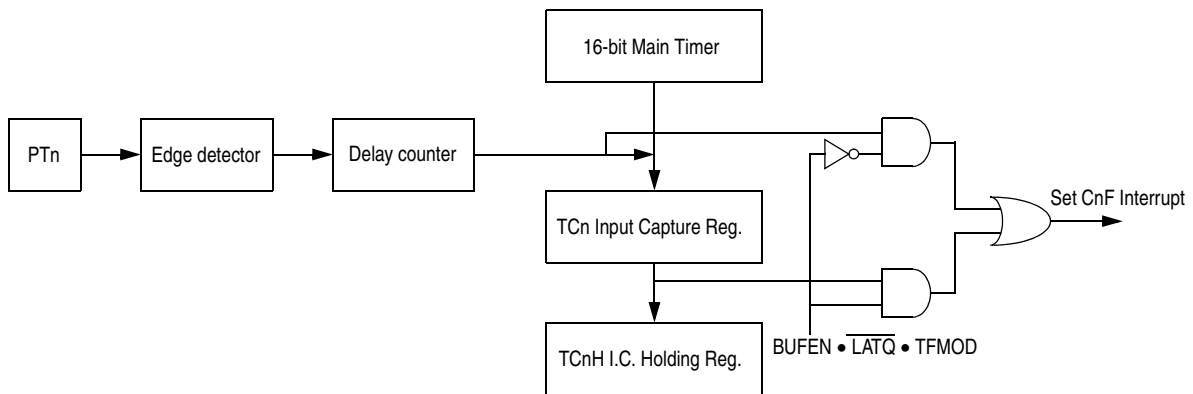 16-bit Main Timer
PTn
Edge detector
Delay counter
Set CnF Interrupt
TCn Input Capture Reg.
TCnH I.C. Holding Reg.
BUFEN • L̅A̅T̅Q̅ • TFMOD